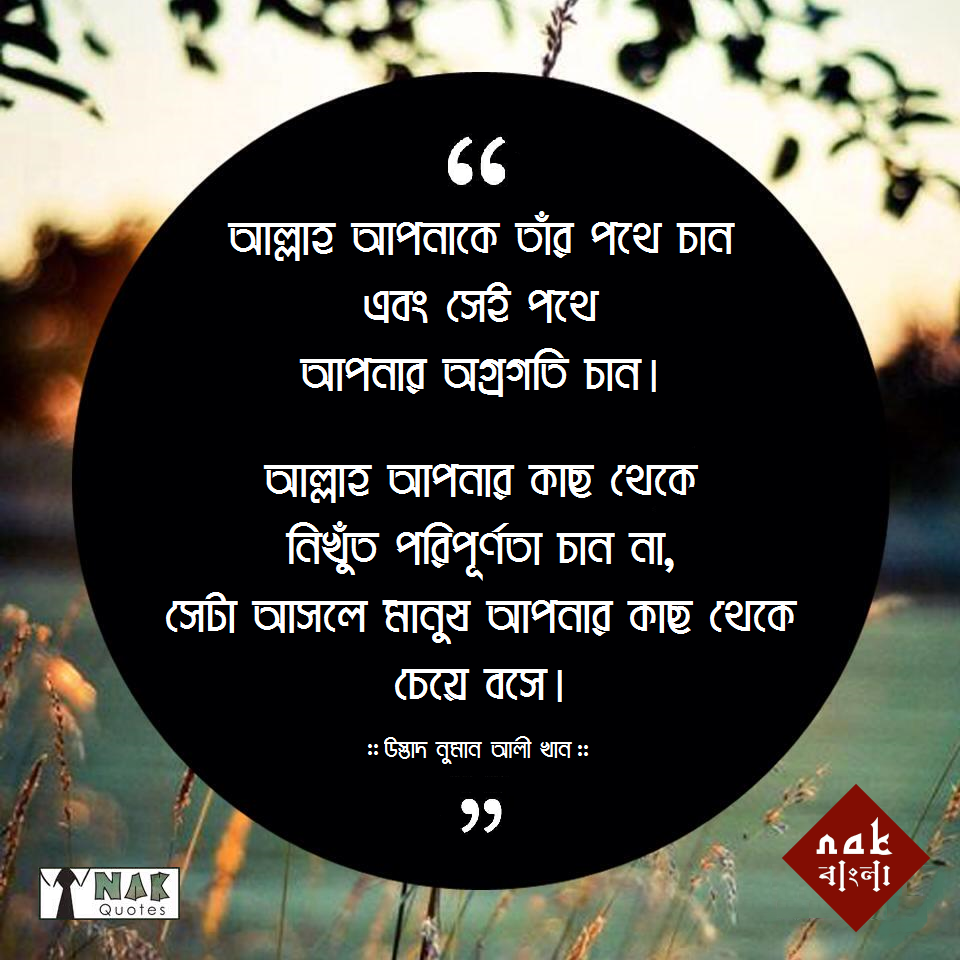 “
আল্লাহ আপনাকে তাঁর পথে চান
এবং সেই পথে
আপনার অগ্রগতি চান।
আল্লাহ আপনার কাছ থেকে
নিখুঁত পরিপূর্ণতা চান না,
সেটা আসলে মানুষ আপনার কাছ থেকে
চেয়ে বসে।
:: উস্তাদ নুমান আলী খান ::
”
NAK
Quotes
nak
বাংলা